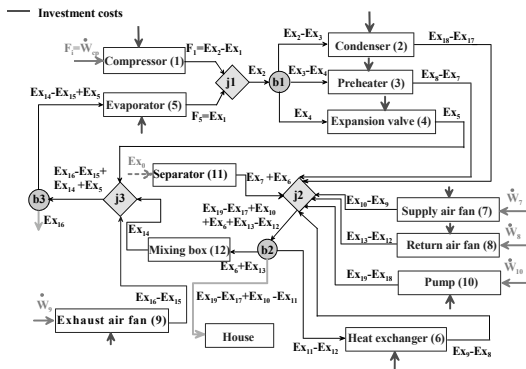 Investment costs
Fᵢ=Ẇcp
Compressor (1)
F₁=Ex₂-Ex₁
j1
Ex₂
b1
Ex₂-Ex₃
Condenser (2)
Ex₁₈-Ex₁₇
Ex₃-Ex₄
Preheater (3)
Ex₈-Ex₇
Ex₄
Expansion valve (4)
Ex₅
Ex₁₄-Ex₁₅+Ex₅
Evaporator (5)
F₅=Ex₁
Ex₁₆-Ex₁₅+
Ex₁₄+Ex₅
b3
Ex₁₆
j3
Ex₀
Separator (11)
Ex₇+Ex₆
j2
Ex₁₀-Ex₉
Supply air fan (7)
Ẇ₇
Ex₁₉-Ex₁₇+Ex₁₀
+Ex₆+Ex₁₃-Ex₁₂
Ex₁₃-Ex₁₂
Return air fan (8)
Ẇ₈
Ex₁₄
Mixing box (12)
b2
Ex₆+Ex₁₃
Ex₁₉-Ex₁₈
Pump (10)
Ẇ₁₀
Ẇ₉
Exhaust air fan (9)
Ex₁₆-Ex₁₅
Ex₁₉-Ex₁₇+Ex₁₀-Ex₁₁
House
Ex₁₁-Ex₁₂
Heat exchanger (6)
Ex₉-Ex₈